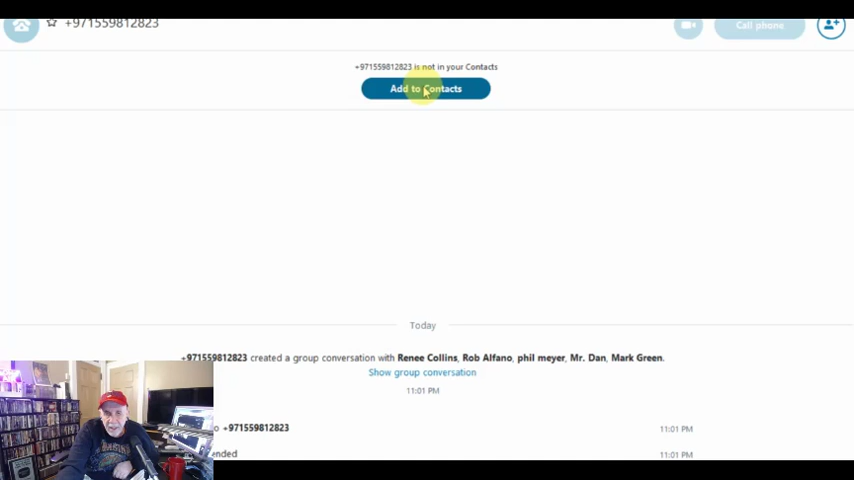 +971559812823
Call phone
+971559812823 is not in your Contacts
Add to Contacts
Today
+971559812823 created a group conversation with Renee Collins, Rob Alfano, phil meyer, Mr. Dan, Mark Green.
Show group conversation
11:01 PM
+971559812823
11:01 PM
ended
11:01 PM